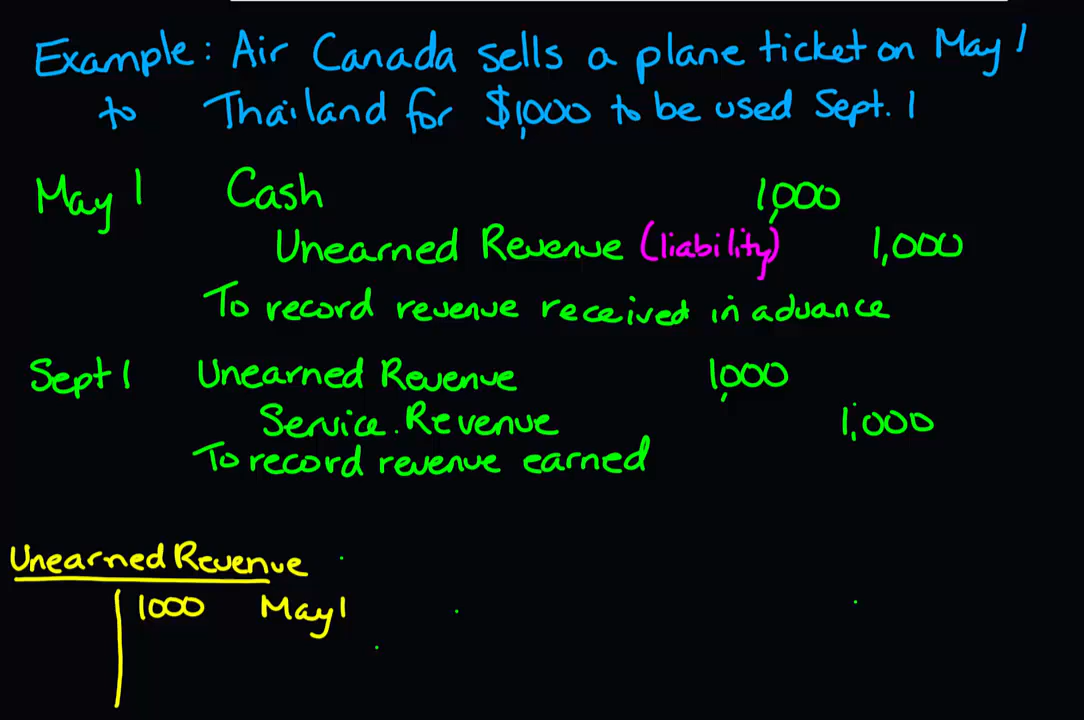 Example: Air Canada sells a plane ticket on May 1
to Thailand for $1,000 to be used Sept. 1
May 1 Cash 1,000
Unearned Revenue (liability) 1,000
To record revenue received in advance
Sept 1 Unearned Revenue 1,000
Service Revenue 1,000
To record revenue earned
Unearned Revenue
1000 May 1